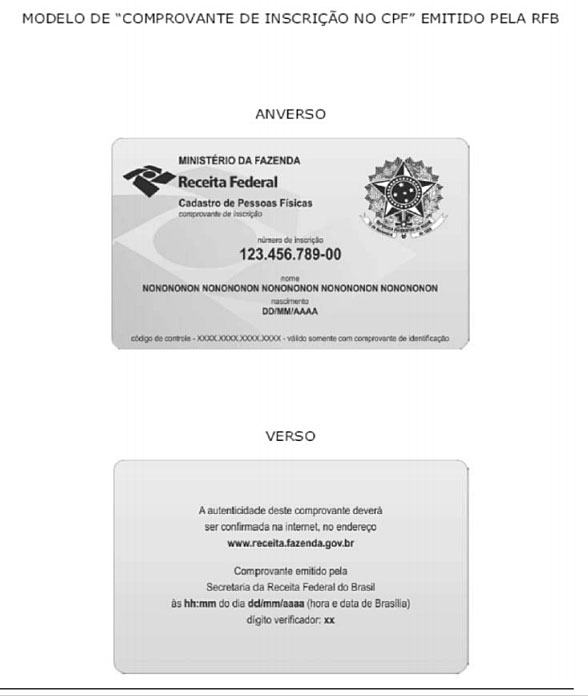 MODELO DE “COMPROVANTE DE INSCRIÇÃO NO CPF” EMITIDO PELA RFB
ANVERSO
MINISTÉRIO DA FAZENDA
Receita Federal
Cadastro de Pessoas Físicas
comprovante de inscrição
número de inscrição
123.456.789-00
nome
NONONONON NONONONON NONONONON NONONONON NONONONON
nascimento
DD/MM/AAAA
código de controle - XXXX.XXXX.XXXX.XXXX - válido somente com comprovante de identificação
VERSO
A autenticidade deste comprovante deverá
ser confirmada na internet, no endereço
www.receita.fazenda.gov.br
Comprovante emitido pela
Secretaria da Receita Federal do Brasil
às hh:mm do dia dd/mm/aaaa (hora e data de Brasília)
dígito verificador: xx